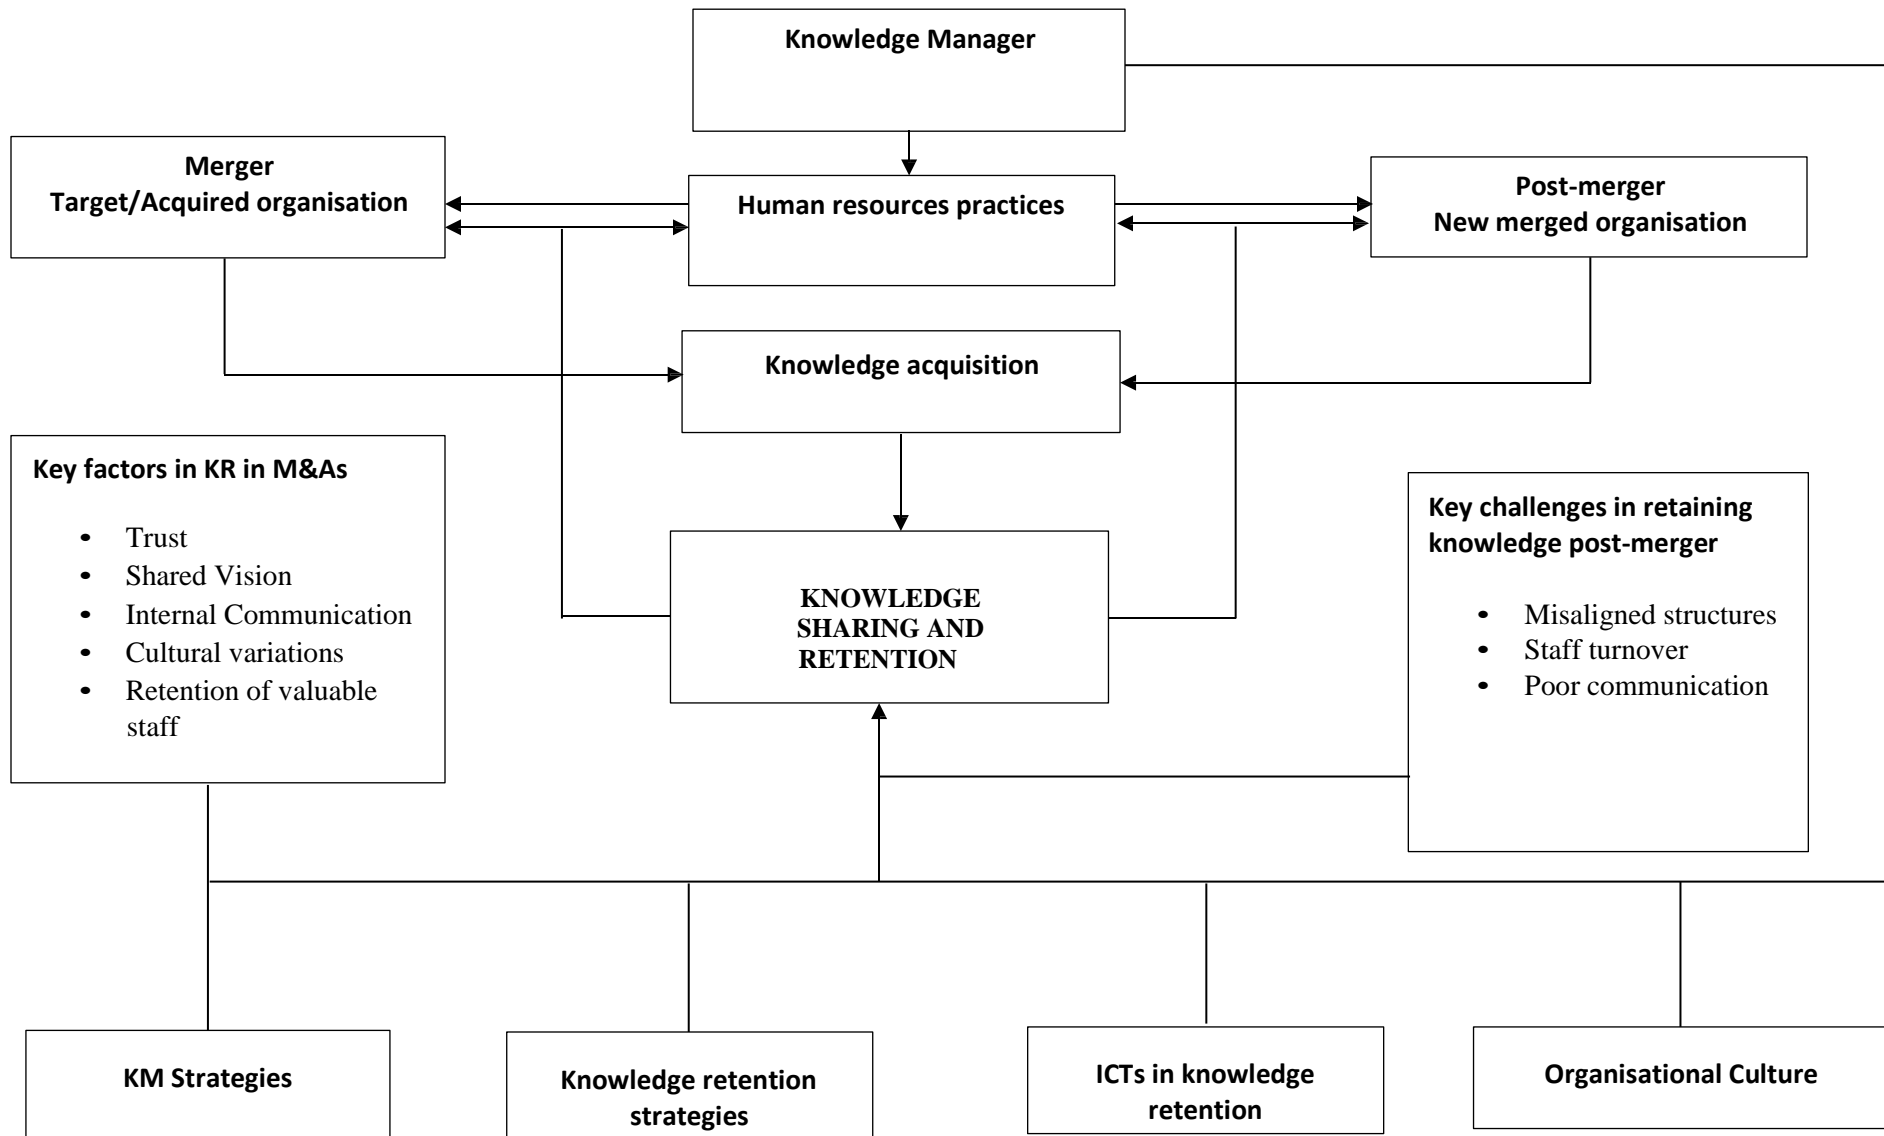 Knowledge Manager
Merger
Target/Acquired organisation
Human resources practices
Post-merger
New merged organisation
Knowledge acquisition
Key factors in KR in M&As
• Trust
• Shared Vision
• Internal Communication
• Cultural variations
• Retention of valuable
staff
KNOWLEDGE
SHARING AND
RETENTION
Key challenges in retaining
knowledge post-merger
• Misaligned structures
• Staff turnover
• Poor communication
KM Strategies
Knowledge retention
strategies
ICTs in knowledge
retention
Organisational Culture